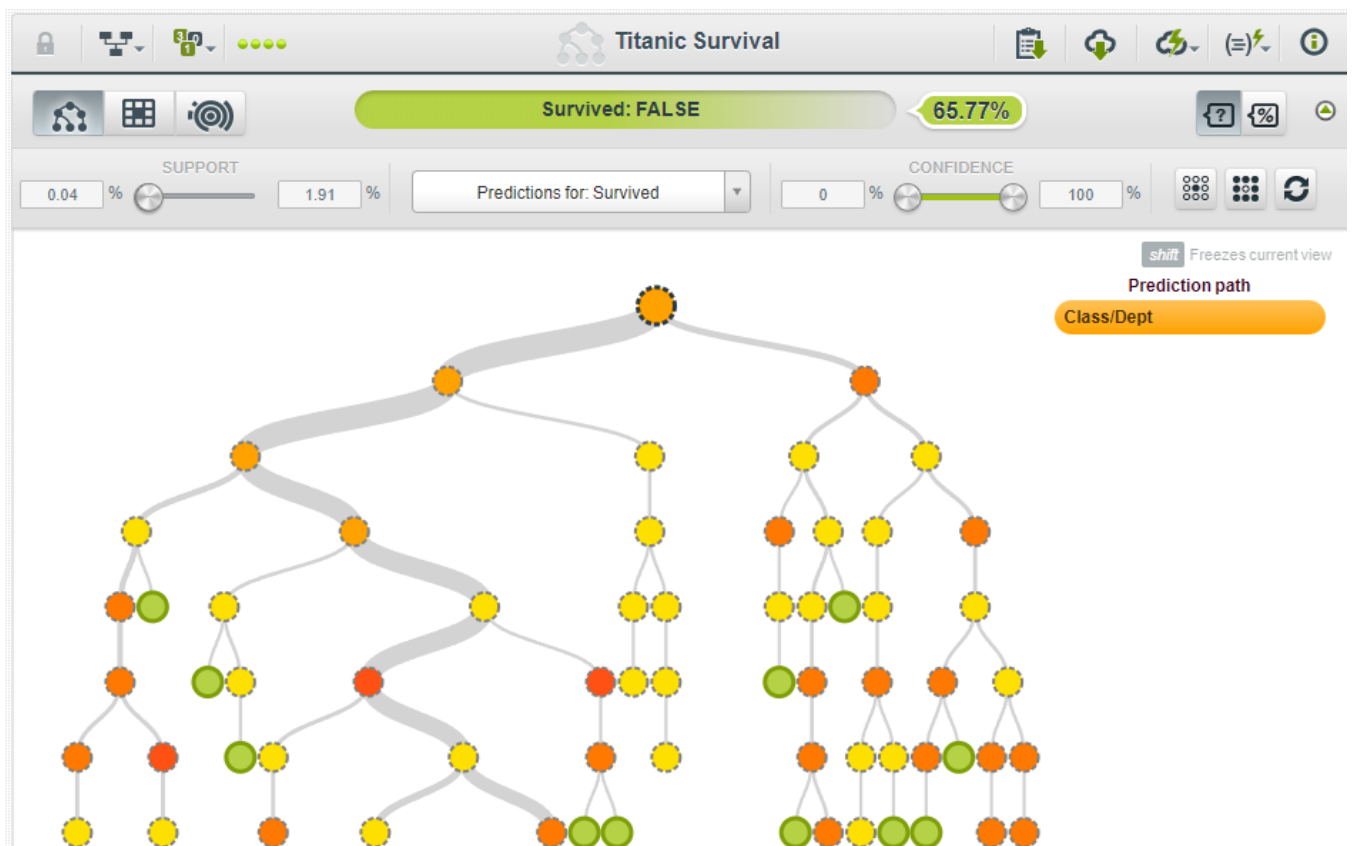 Titanic Survival
Survived: FALSE
65.77%
SUPPORT
CONFIDENCE
0.04 %
1.91 %
Predictions for: Survived
0 %
100 %
shift Freezes current view
Prediction path
Class/Dept